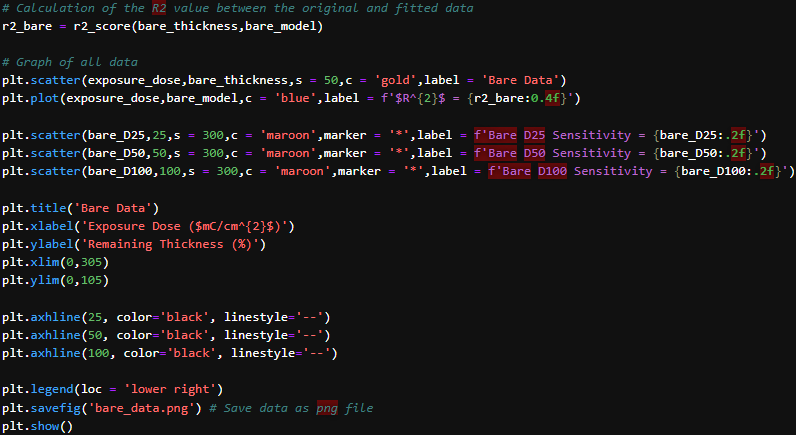 # Calculation of the R2 value between the original and fitted data
r2_bare = r2_score(bare_thickness,bare_model)
# Graph of all data
plt.scatter(exposure_dose,bare_thickness,s = 50,c = 'gold',label = 'Bare Data')
plt.plot(exposure_dose,bare_model,c = 'blue',label = f'$R^{2}$ = {r2_bare:0.4f}')
plt.scatter(bare_D25,25,s = 300,c = 'maroon',marker = '*',label = f'Bare D25 Sensitivity = {bare_D25:.2f}')
plt.scatter(bare_D50,50,s = 300,c = 'maroon',marker = '*',label = f'Bare D50 Sensitivity = {bare_D50:.2f}')
plt.scatter(bare_D100,100,s = 300,c = 'maroon',marker = '*',label = f'Bare D100 Sensitivity = {bare_D100:.2f}')
plt.title('Bare Data')
plt.xlabel('Exposure Dose ($mC/cm^{2}$)')
plt.ylabel('Remaining Thickness (%)')
plt.xlim(0,305)
plt.ylim(0,105)
plt.axhline(25, color='black', linestyle='--')
plt.axhline(50, color='black', linestyle='--')
plt.axhline(100, color='black', linestyle='--')
plt.legend(loc = 'lower right')
plt.savefig('bare_data.png') # Save data as png file
plt.show()